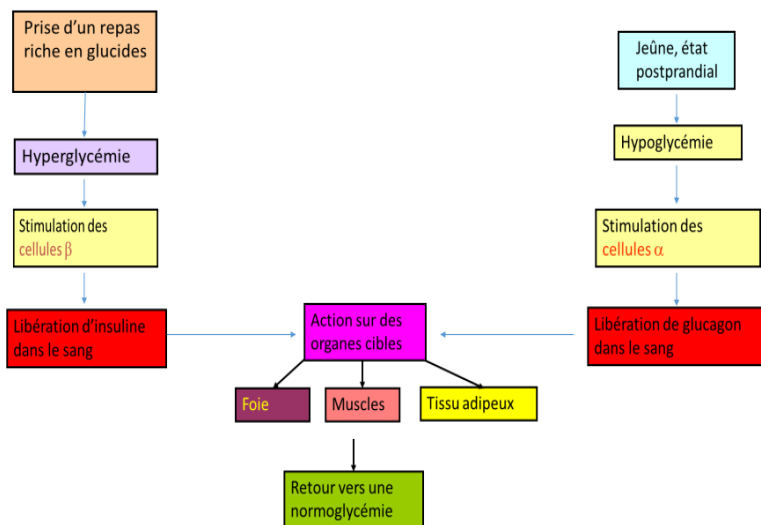 Prise d'un repas
riche en glucides
Hyperglycémie
Stimulation des
cellules β
Libération d'insuline
dans le sang
Jeûne, état
postprandial
Hypoglycémie
Stimulation des
cellules α
Libération de glucagon
dans le sang
Action sur des
organes cibles
Foie
Muscles
Tissu adipeux
Retour vers une
normoglycémie